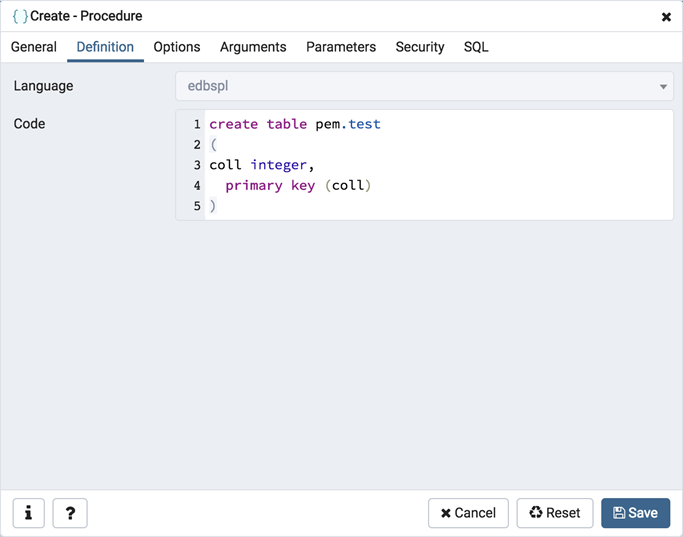 { } Create - Procedure
General Definition Options Arguments Parameters Security SQL
Language edbspl
Code
1 create table pem.test
2 (
3 coll integer,
4 primary key (coll)
5 )
i ? Cancel Reset Save